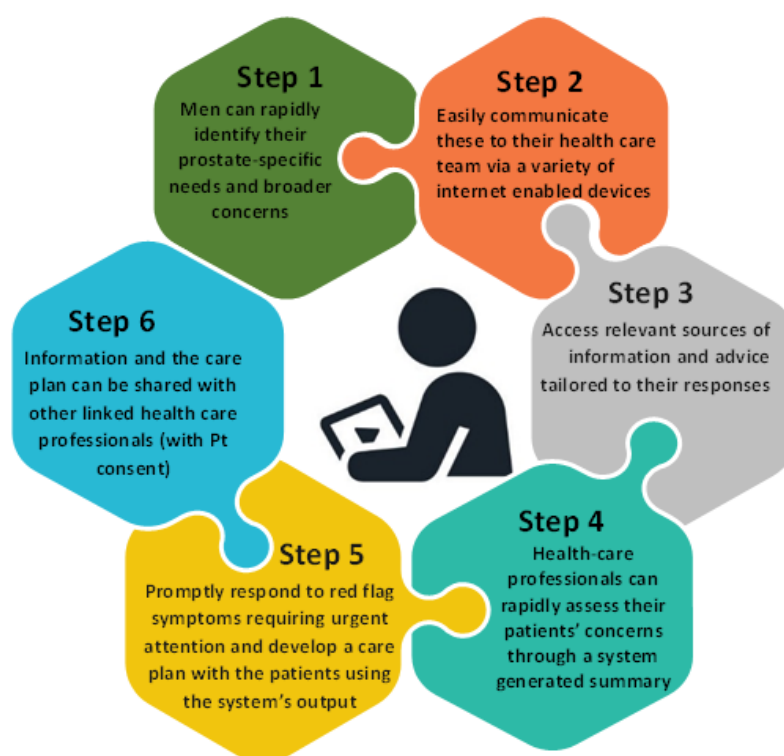 Step 1
Men can rapidly
identify their
prostate-specific
needs and broader
concerns
Step 2
Easily communicate
these to their health care
team via a variety of
internet enabled devices
Step 3
Access relevant sources of
information and advice
tailored to their responses
Step 4
Health-care
professionals can
rapidly assess their
patients’ concerns
through a system
generated summary
Step 5
Promptly respond to red flag
symptoms requiring urgent
attention and develop a care
plan with the patients using
the system’s output
Step 6
Information and the care
plan can be shared with
other linked health care
professionals (with Pt
consent)